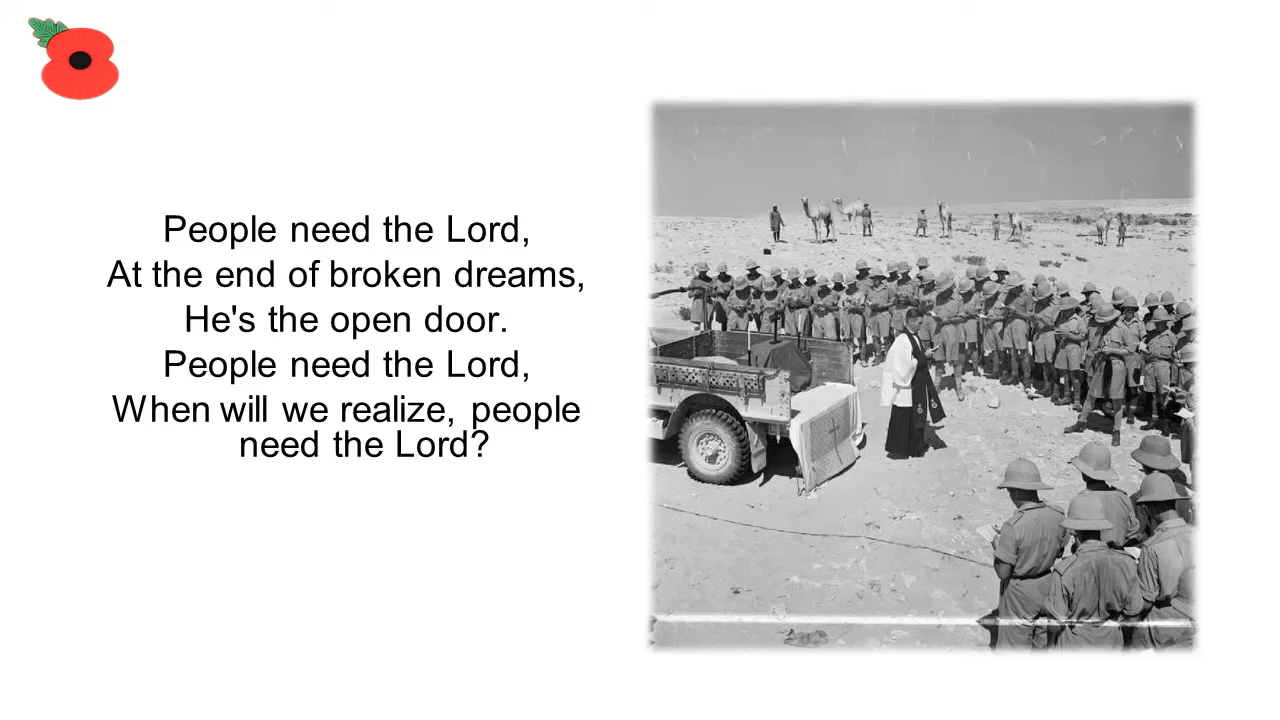 People need the Lord,
At the end of broken dreams,
He's the open door.
People need the Lord,
When will we realize, people
need the Lord?